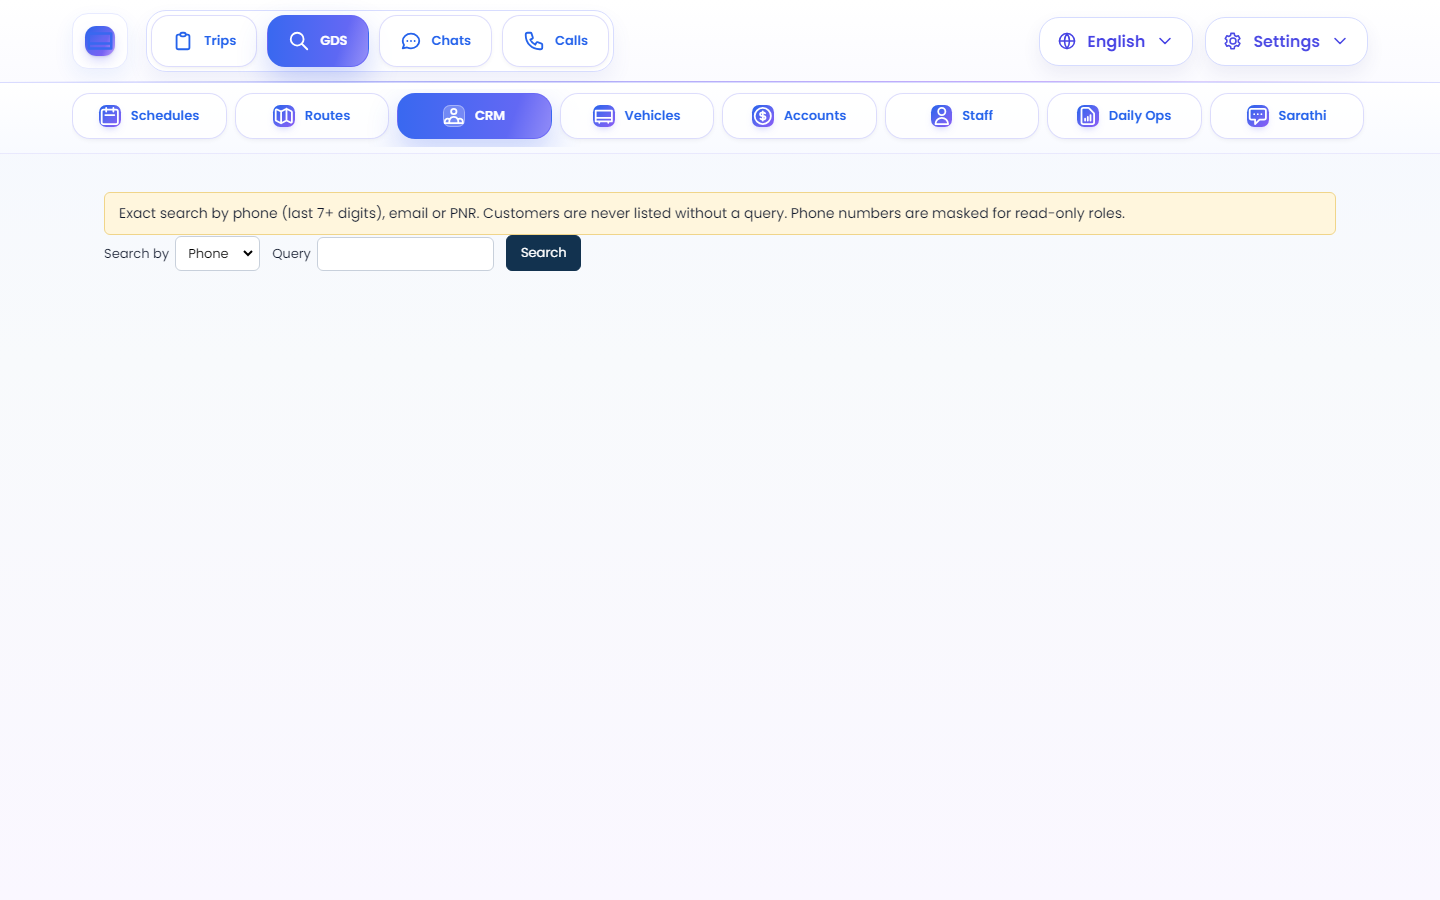 Trips
GDS
Chats
Calls
English
Settings
Schedules
Routes
CRM
Vehicles
Accounts
Staff
Daily Ops
Sarathi
Exact search by phone (last 7+ digits), email or PNR. Customers are never listed without a query. Phone numbers are masked for read-only roles.
Search by
Phone
Query
Search